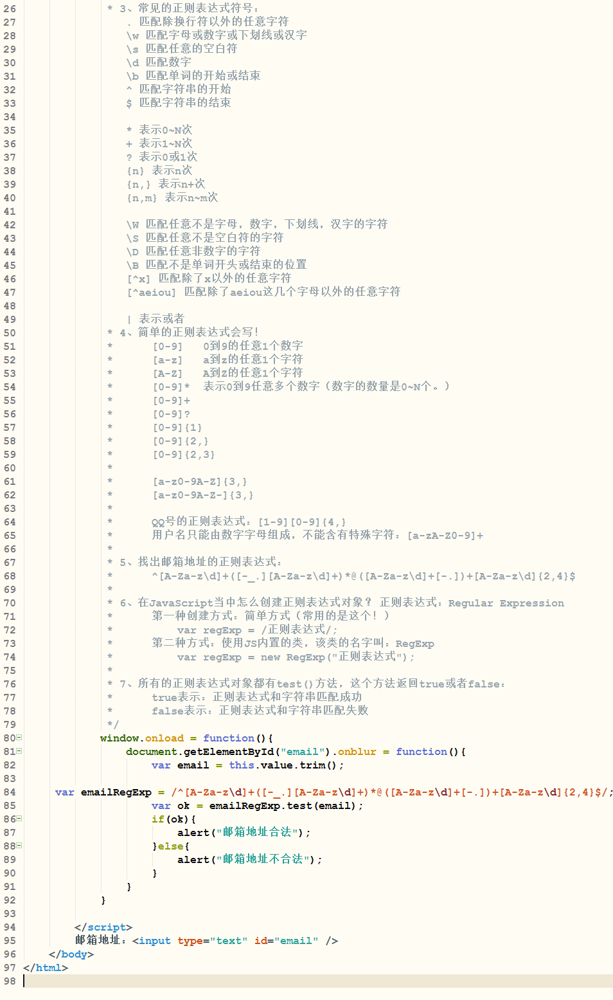 26 * 3、常见的正则表达式符号：
27 . 匹配除换行符以外的任意字符
28 \w 匹配字母或数字或下划线或汉字
29 \s 匹配任意的空白符
30 \d 匹配数字
31 \b 匹配单词的开始或结束
32 ^ 匹配字符串的开始
33 $ 匹配字符串的结束
34
35 * 表示0~N次
36 + 表示1~N次
37 ? 表示0或1次
38 {n} 表示n次
39 {n,} 表示n+次
40 {n,m} 表示n~m次
41
42 \W 匹配任意不是字母，数字，下划线，汉字的字符
43 \S 匹配任意不是空白符的字符
44 \D 匹配任意非数字的字符
45 \B 匹配不是单词开头或结束的位置
46 [^x] 匹配除了x以外的任意字符
47 [^aeiou] 匹配除了aeiou这几个字母以外的任意字符
48
49 | 表示或者
50 * 4、简单的正则表达式会写！
51 * [0-9] 0到9的任意1个数字
52 * [a-z] a到z的任意1个字符
53 * [A-Z] A到Z的任意1个字符
54 * [0-9]* 表示0到9任意多个数字（数字的数量是0~N个。）
55 * [0-9]+
56 * [0-9]?
57 * [0-9]{1}
58 * [0-9]{2,}
59 * [0-9]{2,3}
60 *
61 * [a-z0-9A-Z]{3,}
62 * [a-z0-9A-Z-]{3,}
63 *
64 * QQ号的正则表达式：[1-9][0-9]{4,}
65 * 用户名只能由数字字母组成，不能含有特殊字符：[a-zA-Z0-9]+
66 *
67 * 5、找出邮箱地址的正则表达式：
68 * ^[A-Za-z\d]+([-_.][A-Za-z\d]+)*@([A-Za-z\d]+[-.])+[A-Za-z\d]{2,4}$
69 *
70 * 6、在JavaScript当中怎么创建正则表达式对象？ 正则表达式：Regular Expression
71 * 第一种创建方式：简单方式（常用的是这个！）
72 * var regExp = /正则表达式/;
73 * 第二种方式：使用JS内置的类，该类的名字叫：RegExp
74 * var regExp = new RegExp("正则表达式");
75 *
76 * 7、所有的正则表达式对象都有test()方法，这个方法返回true或者false：
77 * true表示：正则表达式和字符串匹配成功
78 * false表示：正则表达式和字符串匹配失败
79 */
80 window.onload = function(){
81 document.getElementById("email").onblur = function(){
82 var email = this.value.trim();
83
84 var emailRegExp = /^[A-Za-z\d]+([-_.][A-Za-z\d]+)*@([A-Za-z\d]+[-.])+[A-Za-z\d]{2,4}$/;
85 var ok = emailRegExp.test(email);
86 if(ok){
87 alert("邮箱地址合法");
88 }else{
89 alert("邮箱地址不合法");
90 }
91 }
92 }
93
94 </script>
95 邮箱地址：<input type="text" id="email" />
96 </body>
97 </html>
98